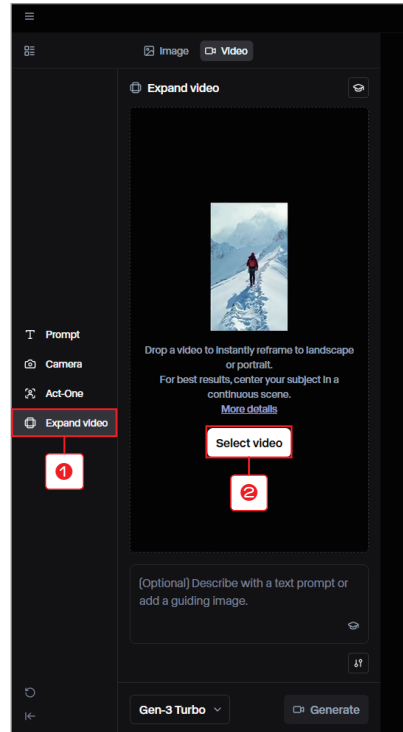 Image
Video
Expand video
Prompt
Camera
Act-One
Expand video
1
Drop a video to instantly reframe to landscape
or portrait.
For best results, center your subject in a
continuous scene.
More details
Select video
2
(Optional) Describe with a text prompt or
add a guiding image.
Gen-3 Turbo
Generate